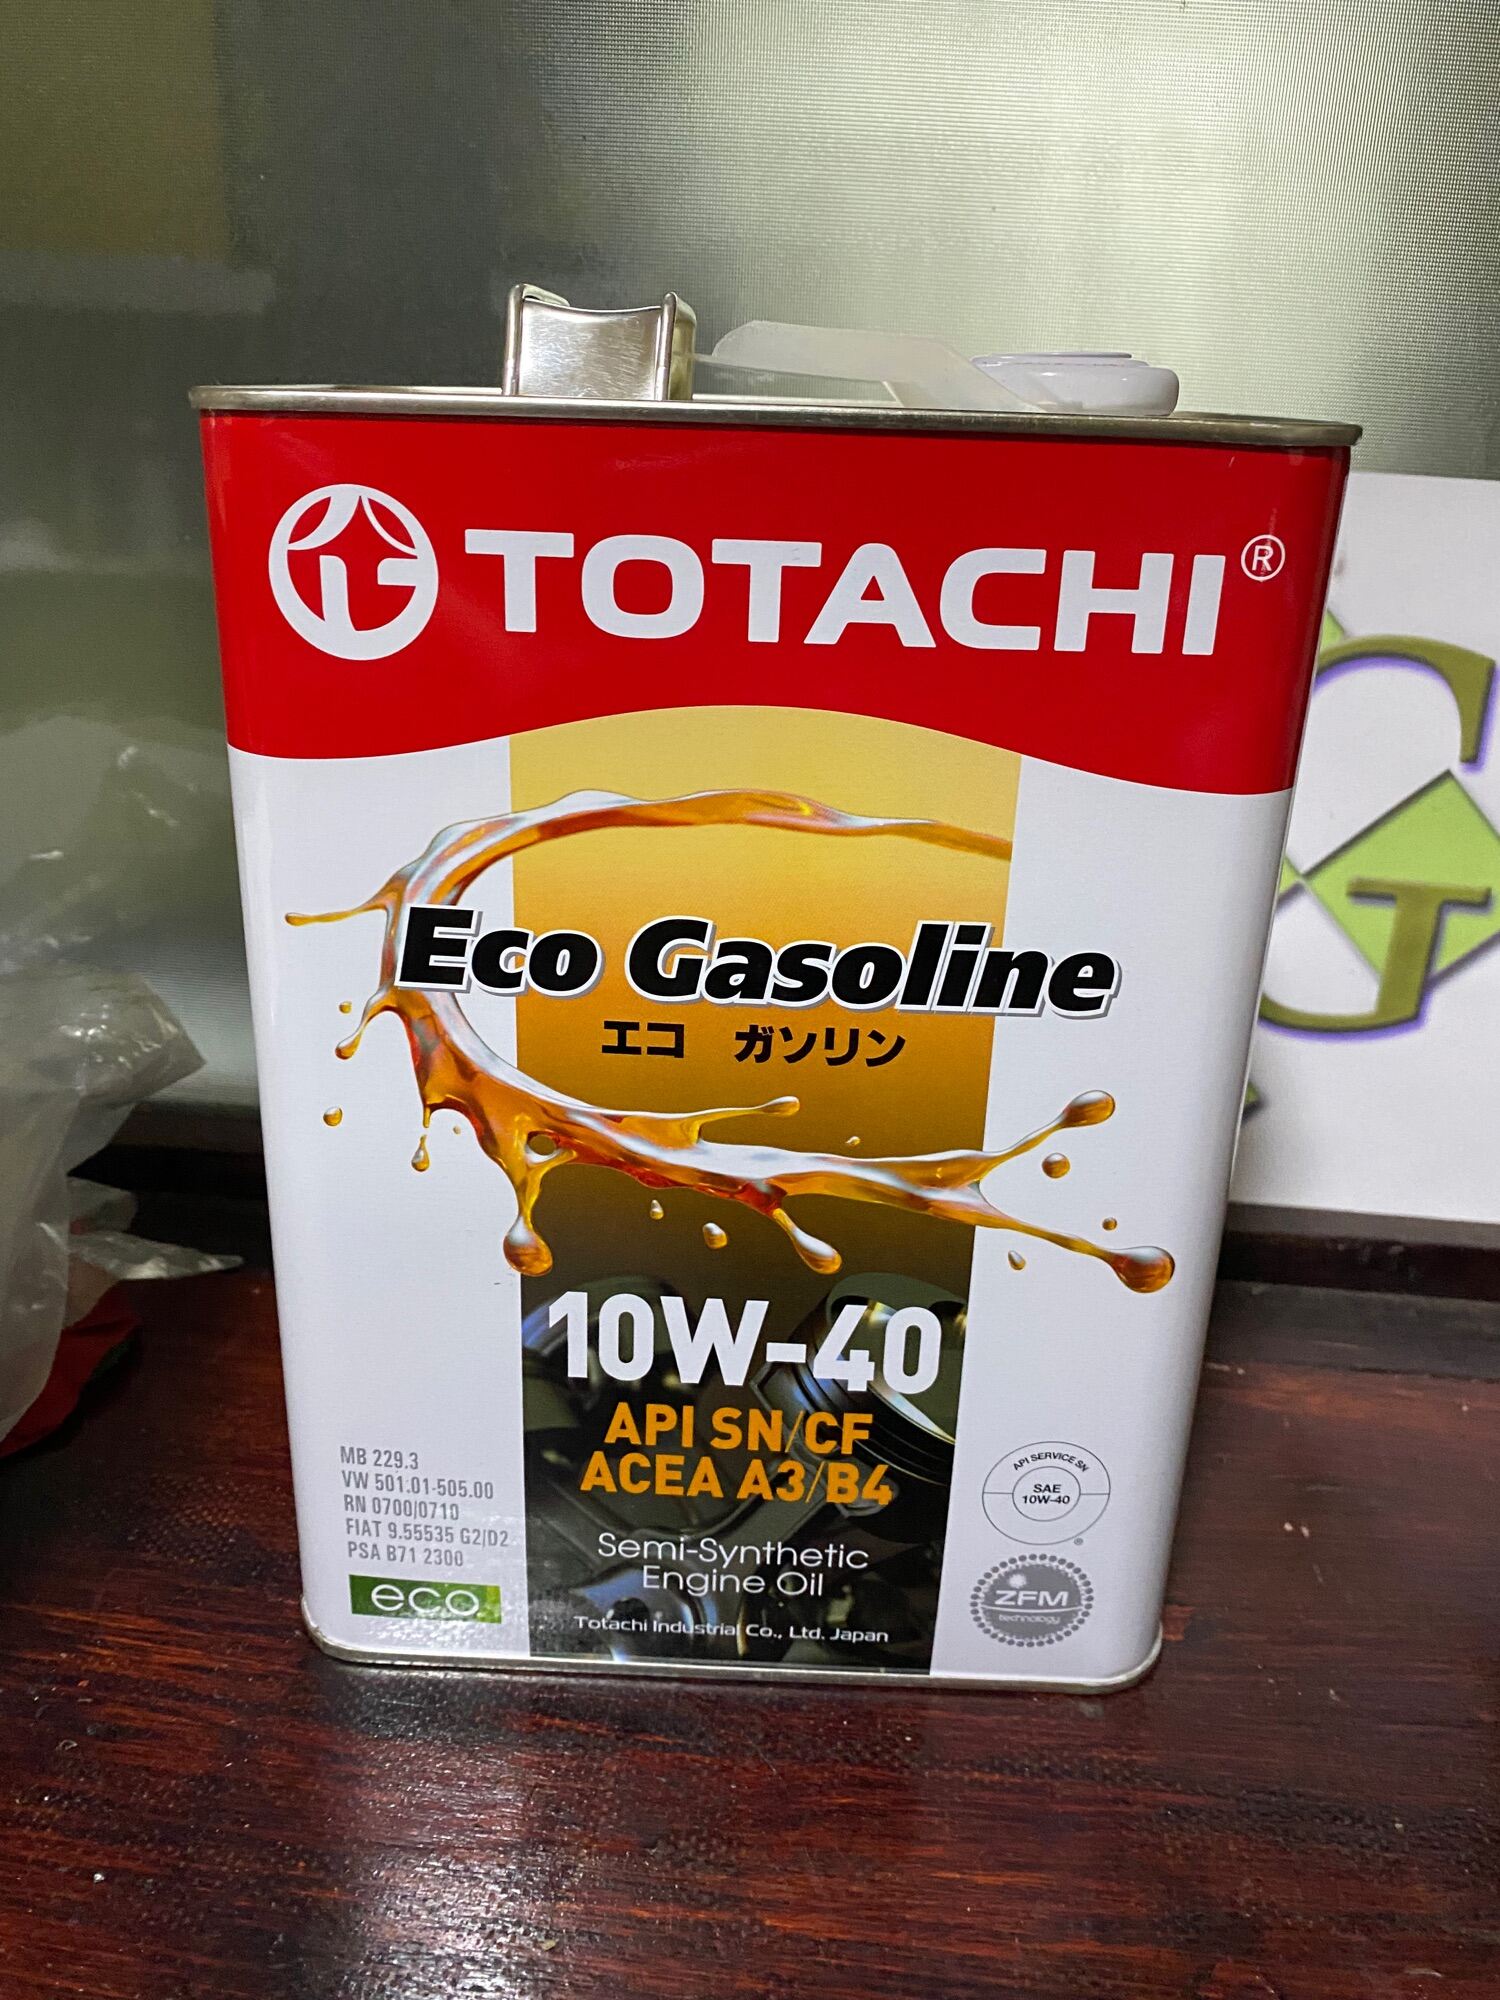 TOTACHI®
Eco Gasoline
エコ ガソリン
10W-40
API SN/CF
ACEA A3/B4
MB 229.3
VW 501.01-505.00
RN 0700/0710
FIAT 9.55535 G2/D2
PSA B71 2300
eco
Semi-Synthetic
Engine Oil
Totachi Industrial Co., Ltd. Japan
API SERVICE SN
SAE
10W-40
®
ZFM
technology
G
G